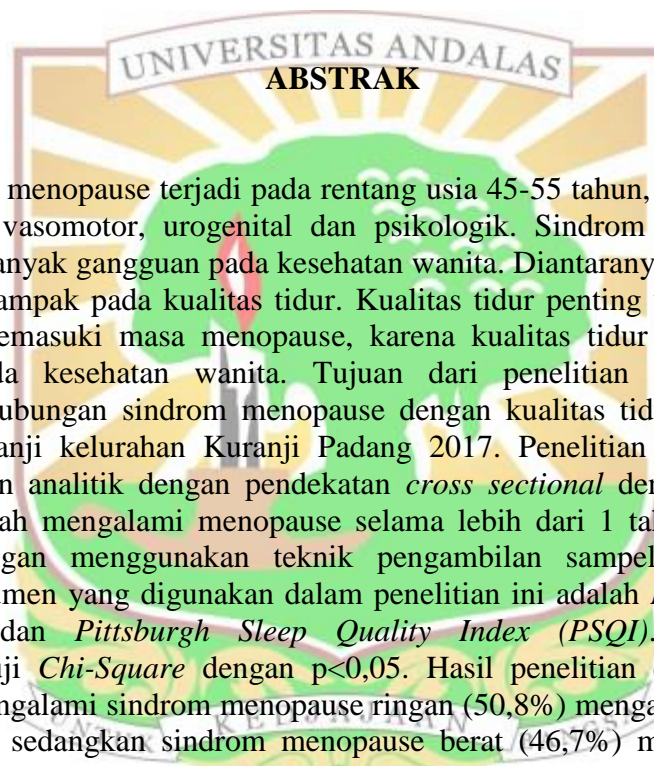 UNIVERSITAS ANDALAS
ABSTRAK
menopause terjadi pada rentang usia 45-55 tahun,
vasomotor, urogenital dan psikologik. Sindrom
anyak gangguan pada kesehatan wanita. Diantarany
ampak pada kualitas tidur. Kualitas tidur penting
emasuki masa menopause, karena kualitas tidur
la kesehatan wanita. Tujuan dari penelitian
ubungan sindrom menopause dengan kualitas tid
anji kelurahan Kuranji Padang 2017. Penelitian
n analitik dengan pendekatan cross sectional den
ah mengalami menopause selama lebih dari 1 tal
gan menggunakan teknik pengambilan sampel
umen yang digunakan dalam penelitian ini adalah
dan Pittsburgh Sleep Quality Index (PSQI).
ji Chi-Square dengan p<0,05. Hasil penelitian
ngalami sindrom menopause ringan (50,8%) menga
sedangkan sindrom menopause berat (46,7%) m
UNTUK KEDJAJAAN BANGSA